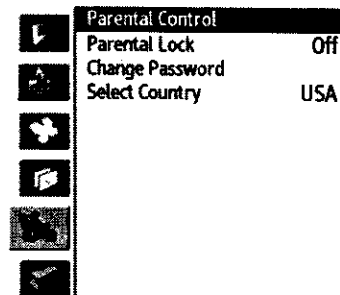 Parental Control
Parental Lock Off
Change Password
Select Country USA